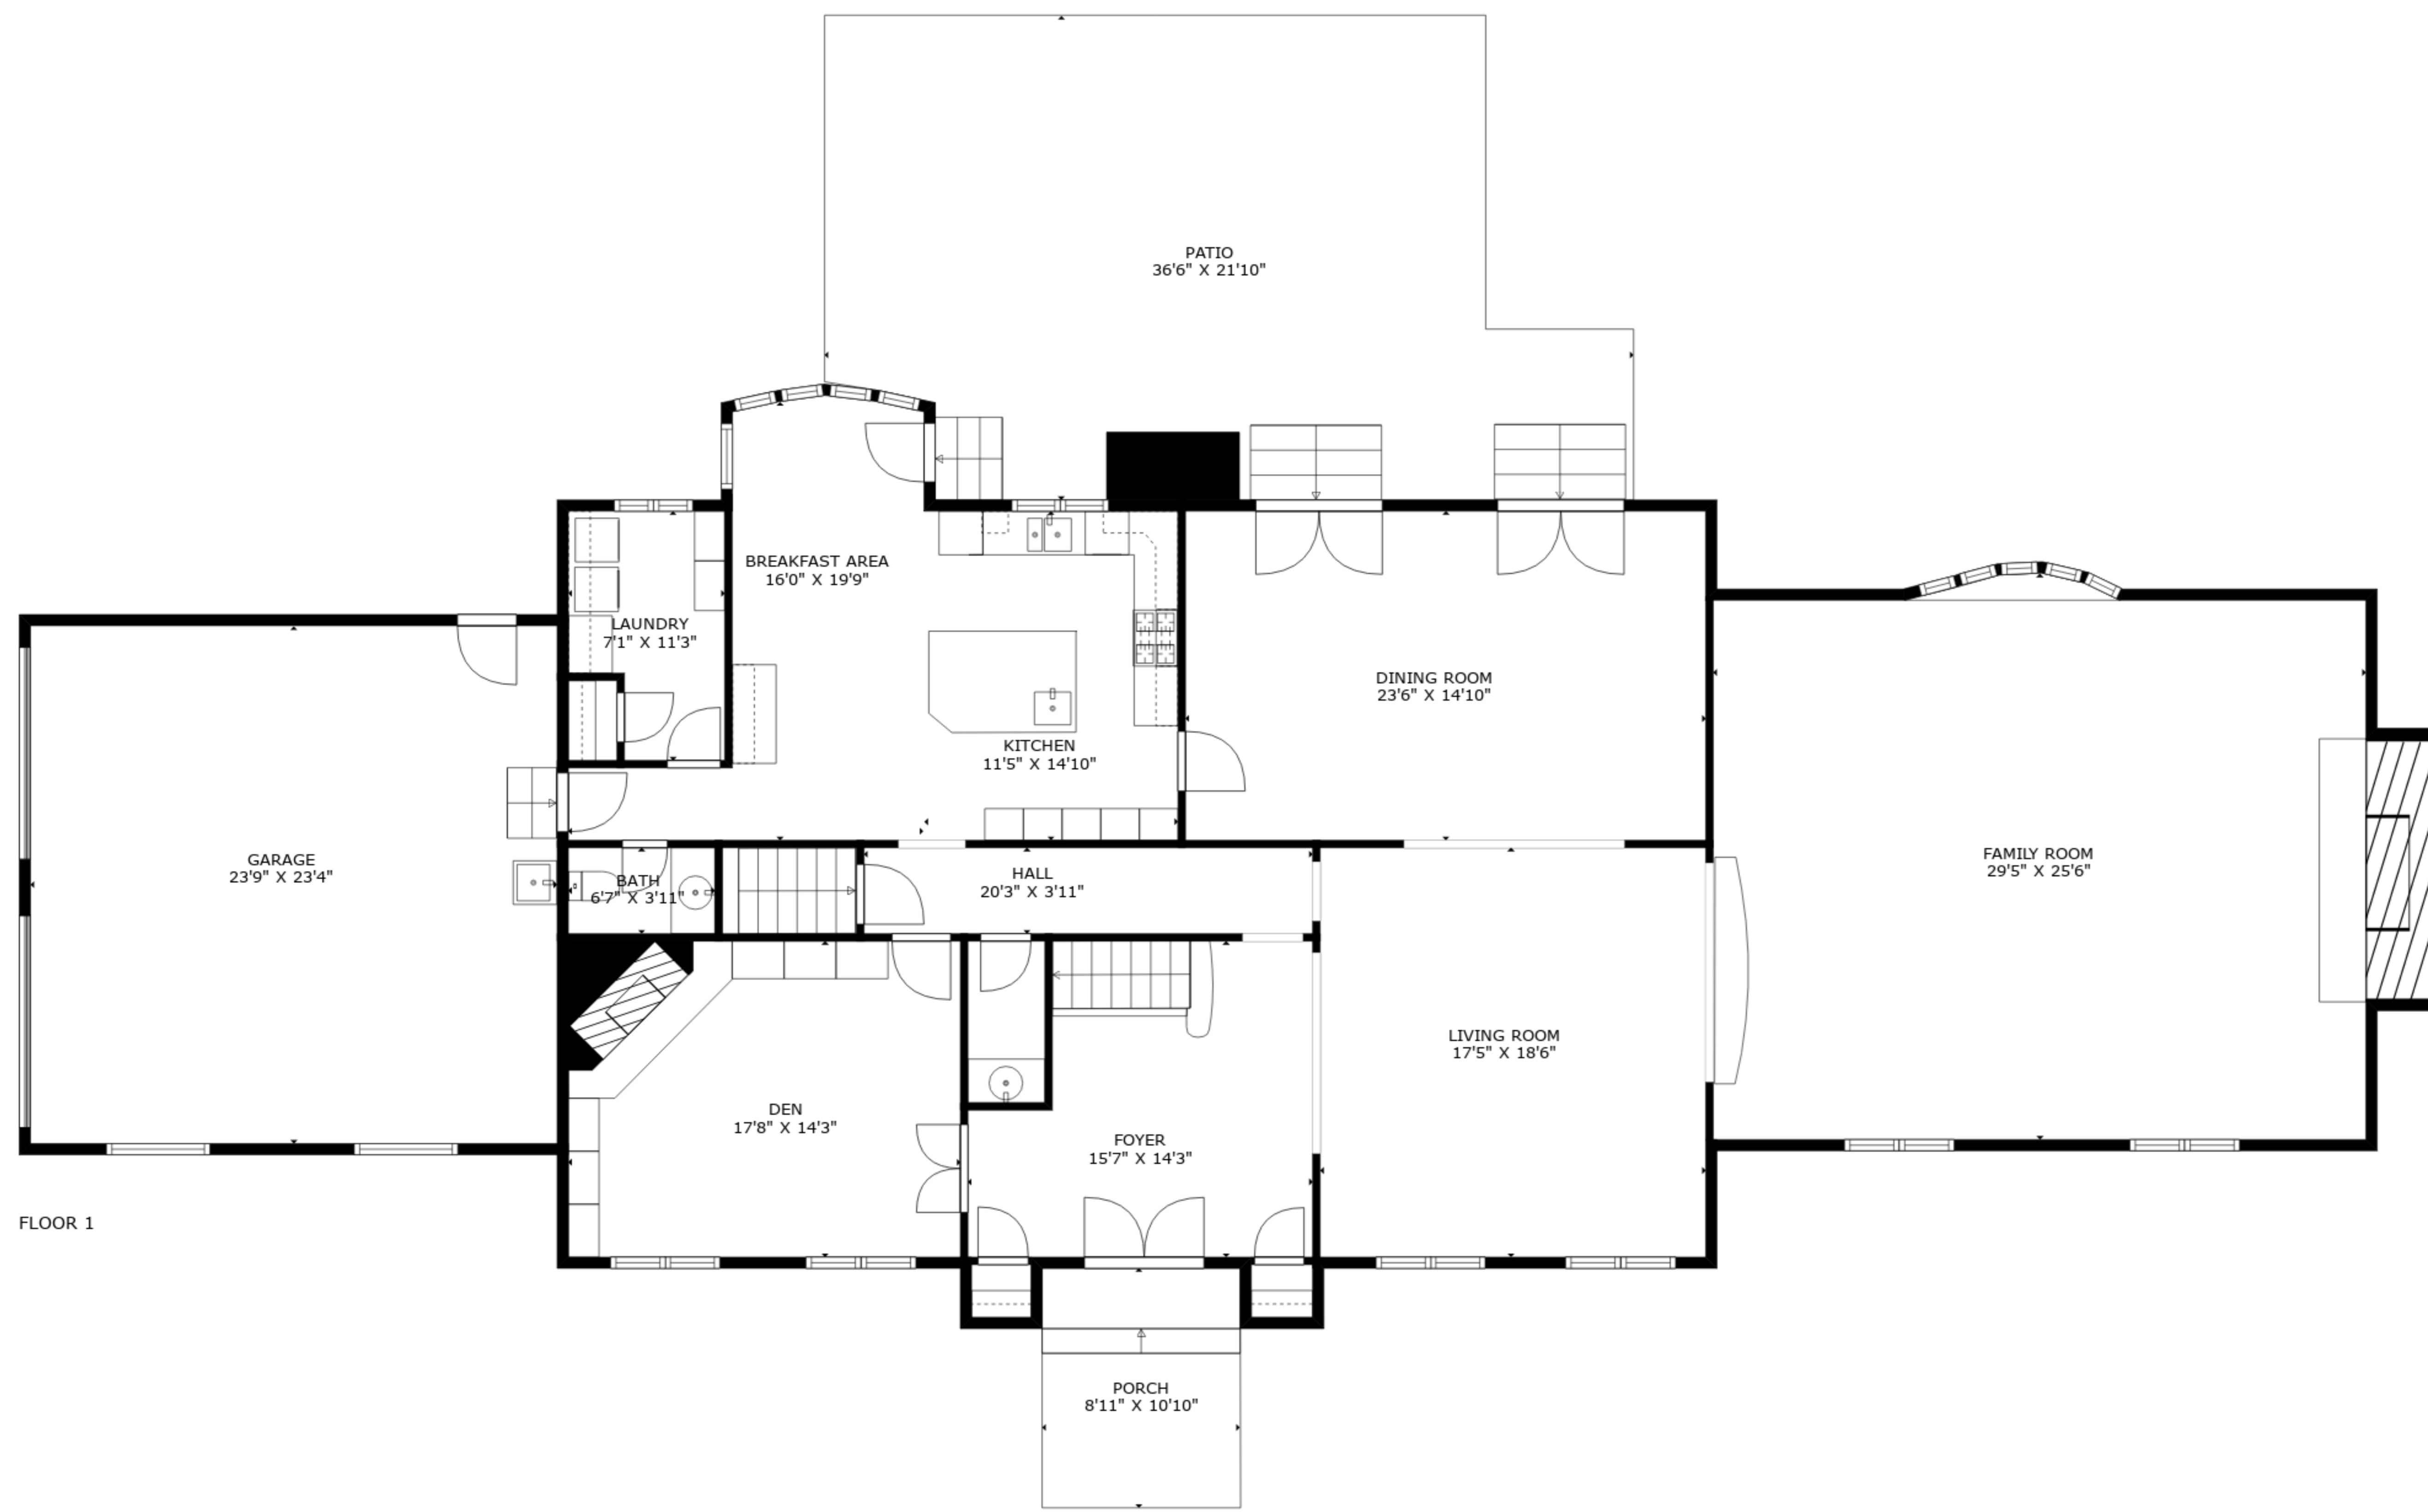 PATIO
36'6" X 21'10"
BREAKFAST AREA
16'0" X 19'9"
LAUNDRY
7'1" X 11'3"
DINING ROOM
23'6" X 14'10"
KITCHEN
11'5" X 14'10"
GARAGE
23'9" X 23'4"
BATH
6'7" X 3'11"
HALL
20'3" X 3'11"
FAMILY ROOM
29'5" X 25'6"
LIVING ROOM
17'5" X 18'6"
DEN
17'8" X 14'3"
FOYER
15'7" X 14'3"
FLOOR 1
PORCH
8'11" X 10'10"